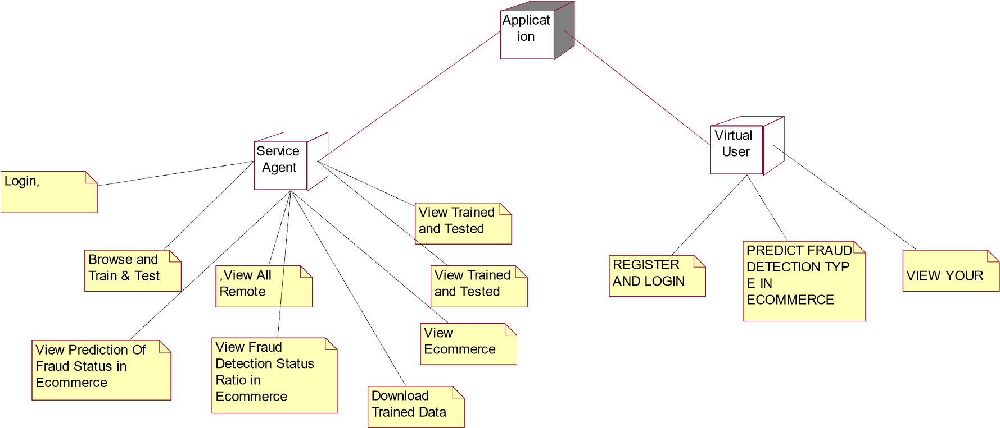 Applicat
ion
Virtual
User
Service
Agent
Login,
View Trained
and Tested
Browse and
Train & Test
,View All
Remote
View Trained
and Tested
REGISTER
AND LOGIN
PREDICT FRAUD
DETECTION TYP
E IN
ECOMMERCE
VIEW YOUR
View
Ecommerce
View Prediction Of
Fraud Status in
Ecommerce
View Fraud
Detection Status
Ratio in
Ecommerce
Download
Trained Data